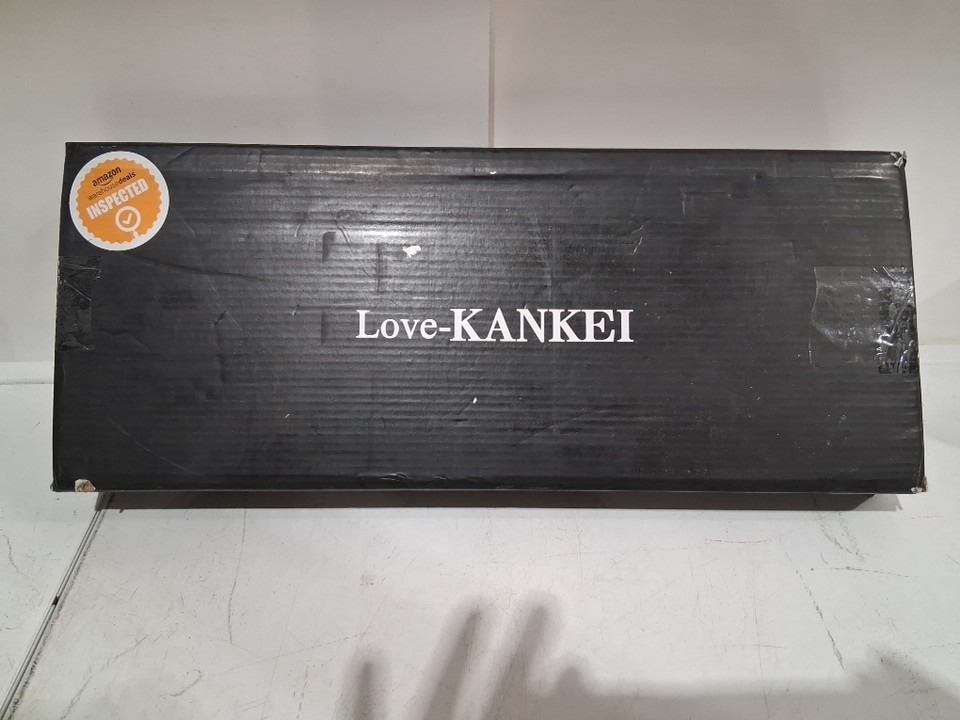 amazon
warehousedeals
INSPECTED
Love-KANKEI